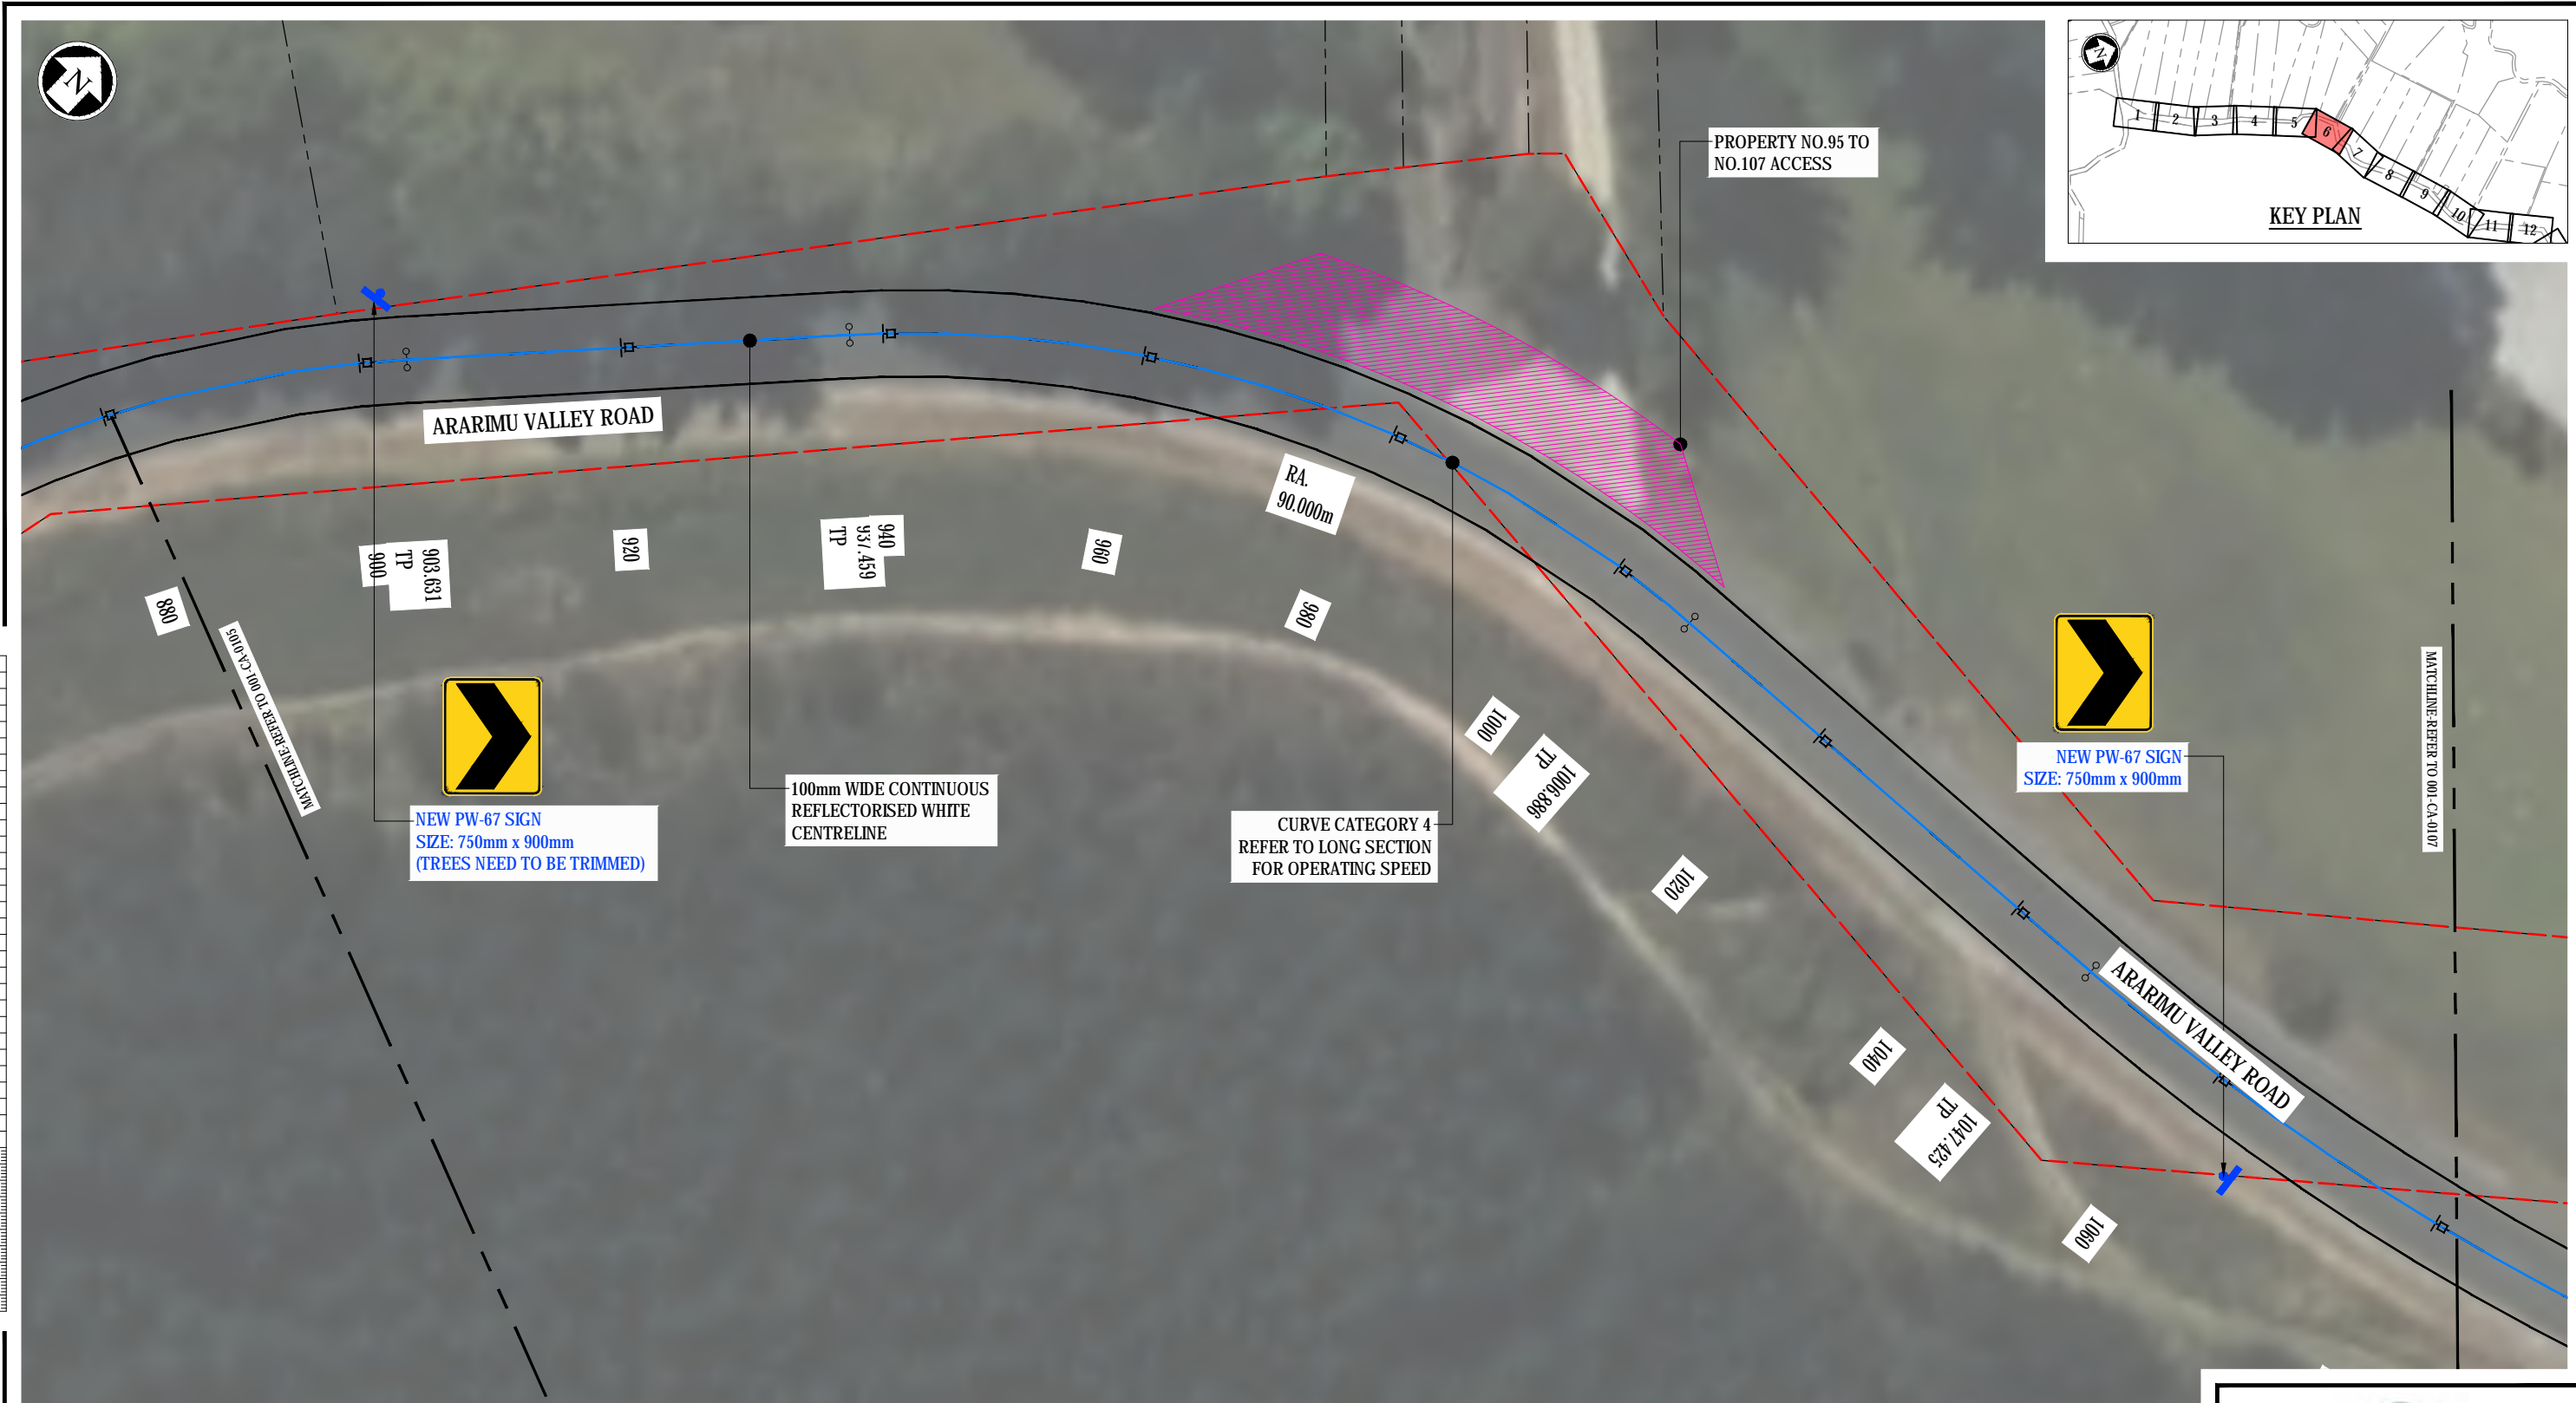 N
N
1
2
3
4
5
6
7
8
9
10
11
12
KEY PLAN
PROPERTY NO.95 TO
NO.107 ACCESS
ARARIMU VALLEY ROAD
RA.
90.000m
880
900
TP
903.631
920
TP
937.459
940
960
980
1000
TP
1006.886
1020
1040
TP
1047.425
1060
MATCHLINE-REFER TO 001-CA-0105
MATCHLINE-REFER TO 001-CA-0107
NEW PW-67 SIGN
SIZE: 750mm x 900mm
(TREES NEED TO BE TRIMMED)
100mm WIDE CONTINUOUS
REFLECTORISED WHITE
CENTRELINE
CURVE CATEGORY 4
REFER TO LONG SECTION
FOR OPERATING SPEED
NEW PW-67 SIGN
SIZE: 750mm x 900mm
ARARIMU VALLEY ROAD